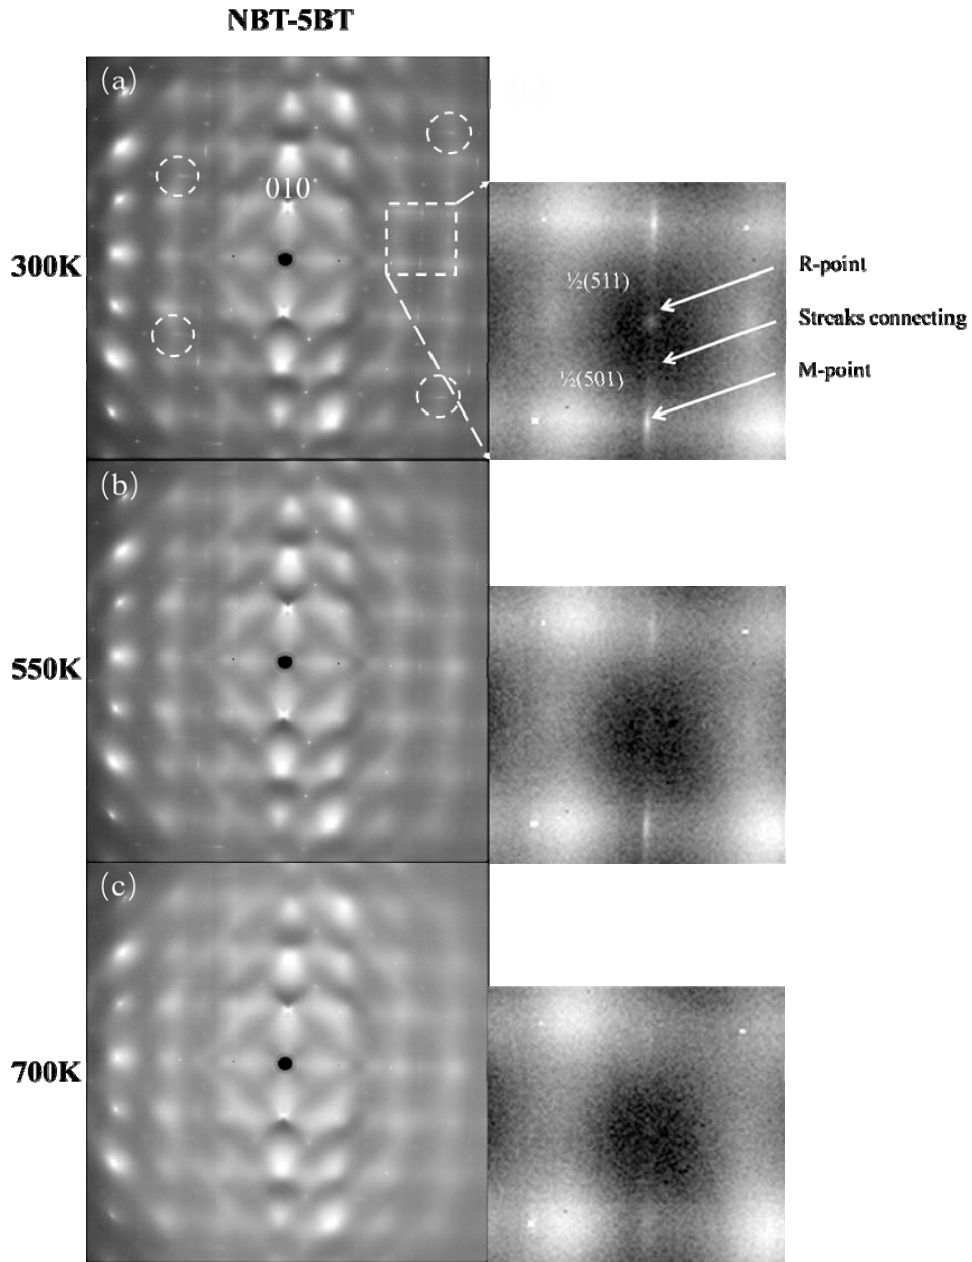 NBT-5BT
(a)
010
300K
½(511)
R-point
Streaks connecting
½(501)
M-point
(b)
550K
(c)
700K